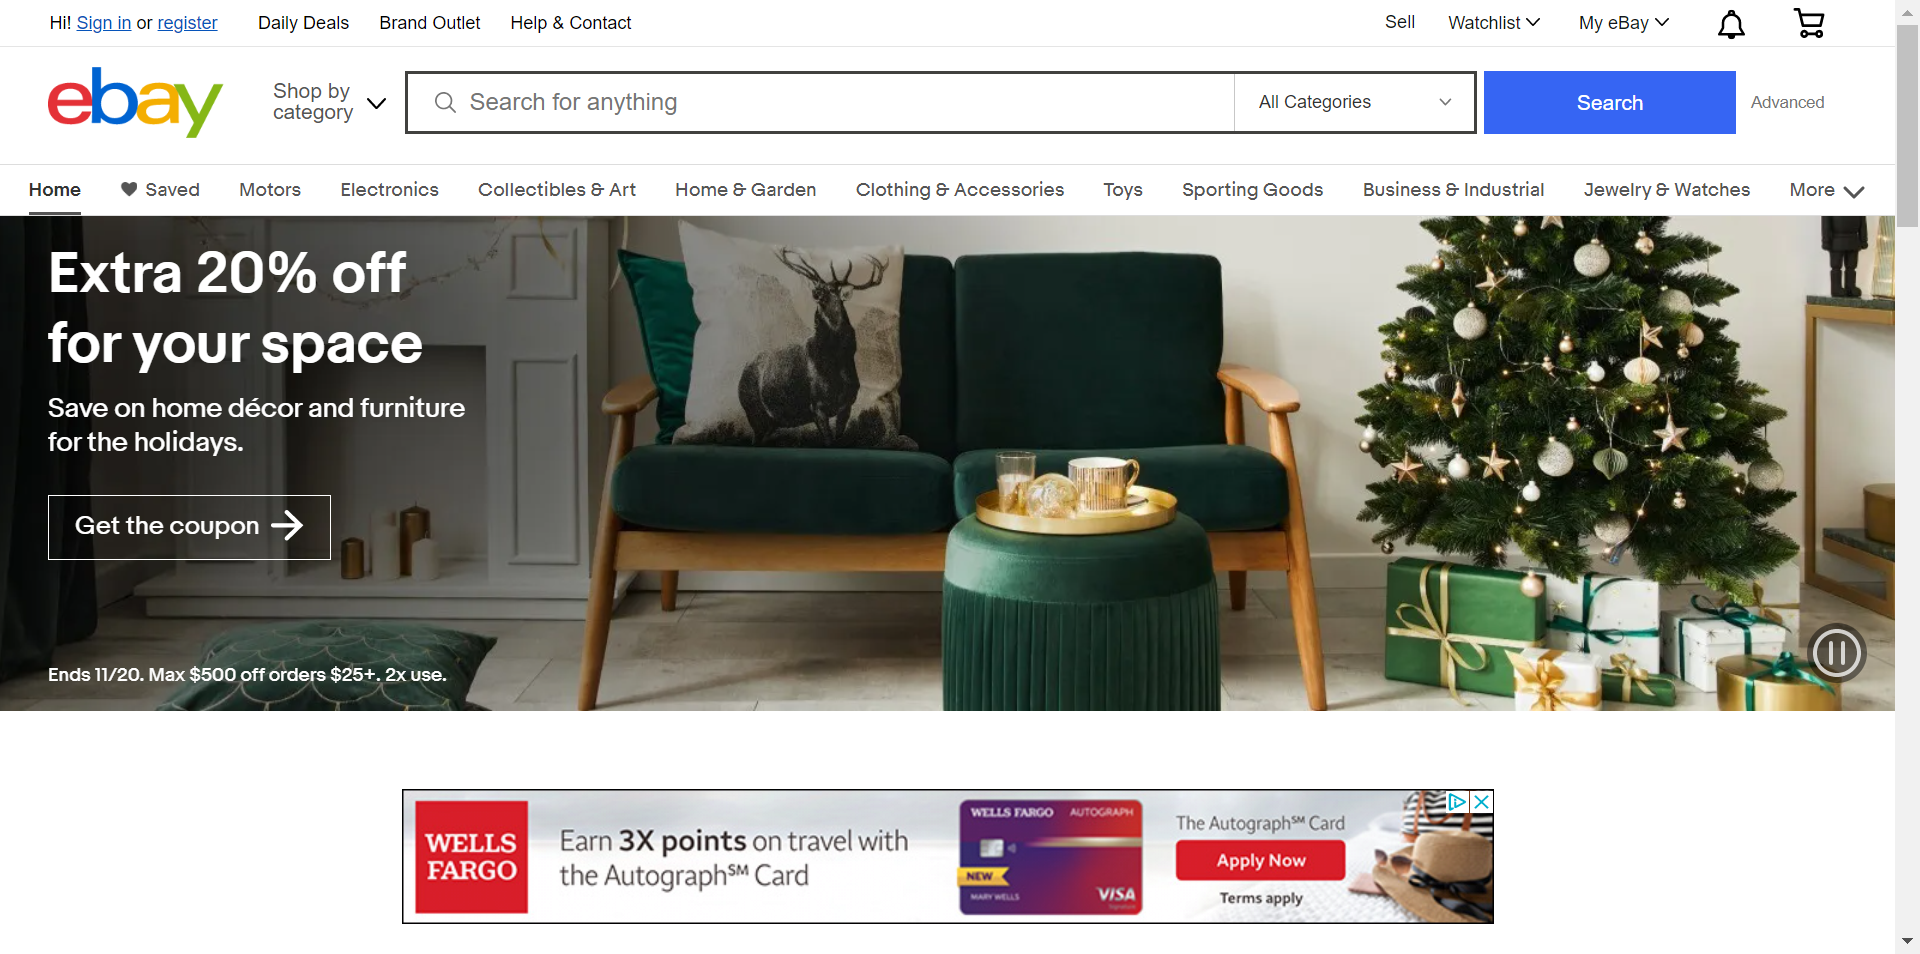 Hi! Sign in or register
Daily Deals
Brand Outlet
Help & Contact
Sell
Watchlist
My eBay
ebay
Shop by
category
Search for anything
All Categories
Search
Advanced
Home
Saved
Motors
Electronics
Collectibles & Art
Home & Garden
Clothing & Accessories
Toys
Sporting Goods
Business & Industrial
Jewelry & Watches
More
Extra 20% off
for your space
Save on home décor and furniture
for the holidays.
Get the coupon
Ends 11/20. Max $500 off orders $25+. 2x use.
WELLS
FARGO
Earn 3X points on travel with
the Autograph℠ Card
WELLS FARGO AUTOGRAPH
NEW
MARY WELLS
VISA
Signature
The Autograph℠ Card
Apply Now
Terms apply